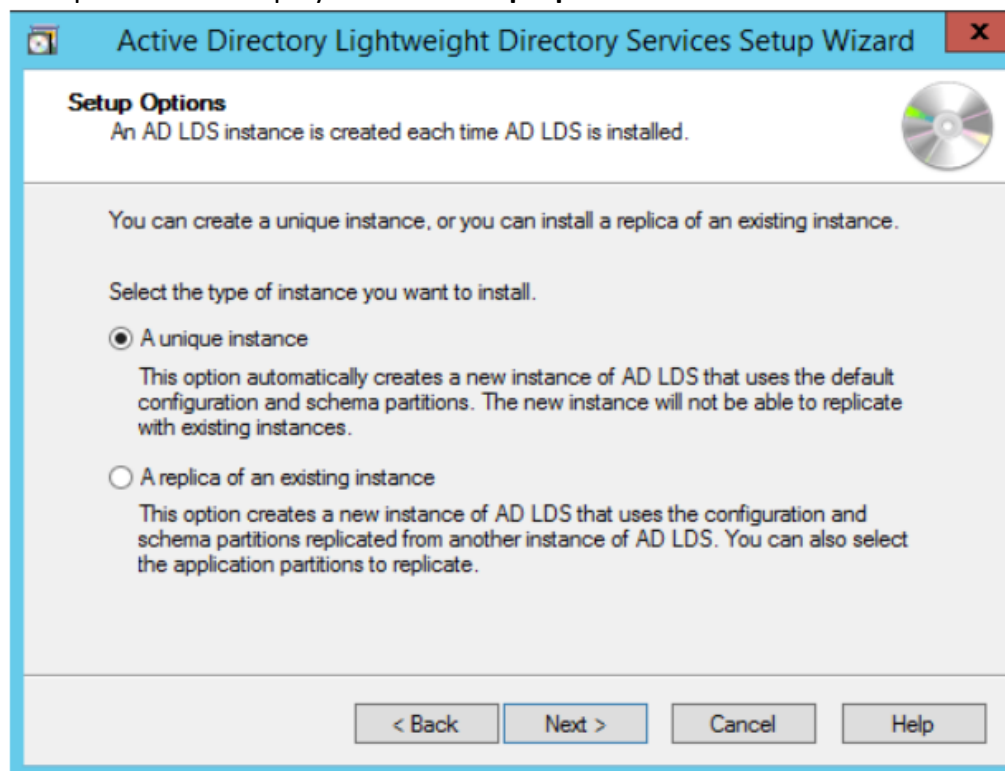 Active Directory Lightweight Directory Services Setup Wizard
x
Setup Options
An AD LDS instance is created each time AD LDS is installed.
You can create a unique instance, or you can install a replica of an existing instance.
Select the type of instance you want to install.
A unique instance
This option automatically creates a new instance of AD LDS that uses the default
configuration and schema partitions. The new instance will not be able to replicate
with existing instances.
A replica of an existing instance
This option creates a new instance of AD LDS that uses the configuration and
schema partitions replicated from another instance of AD LDS. You can also select
the application partitions to replicate.
< Back Next > Cancel Help